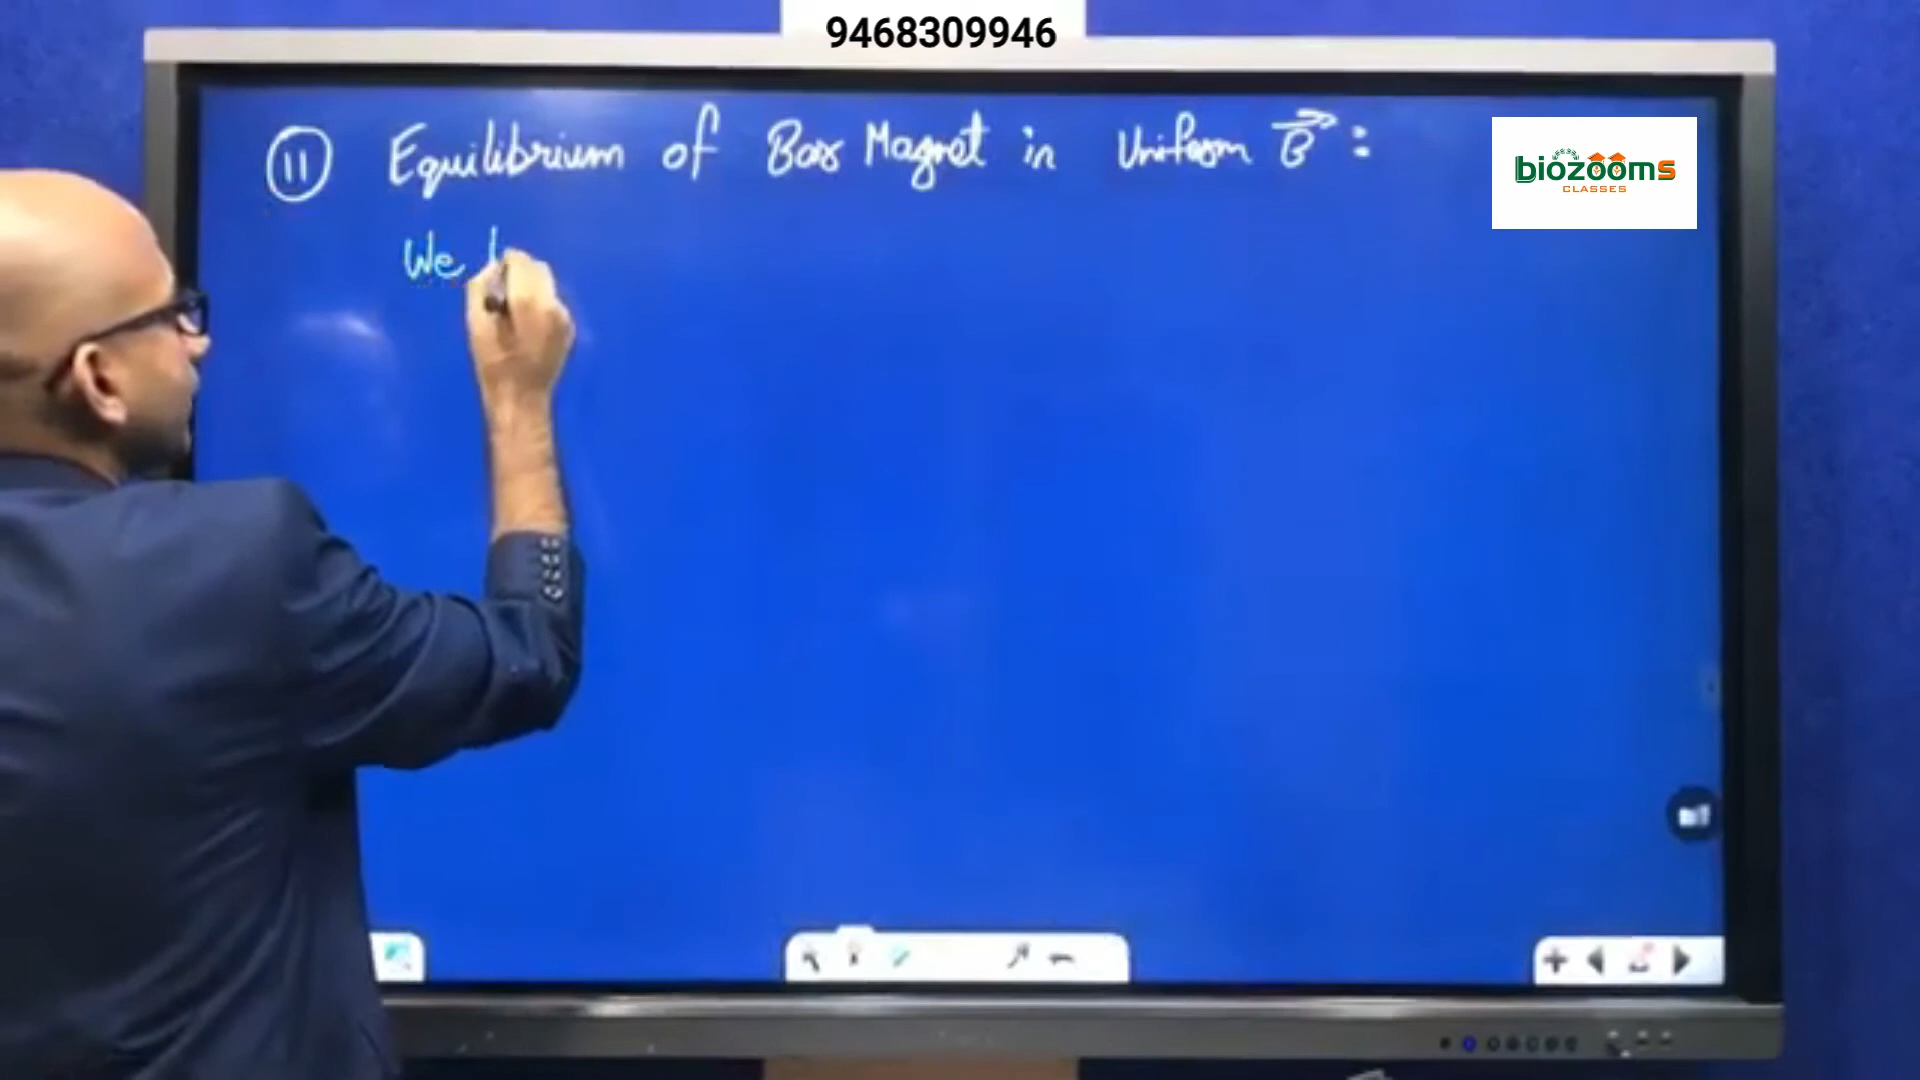 9468309946
11 Equilibrium of Bar Magnet in Uniform B :
biozooms
CLASSES
We